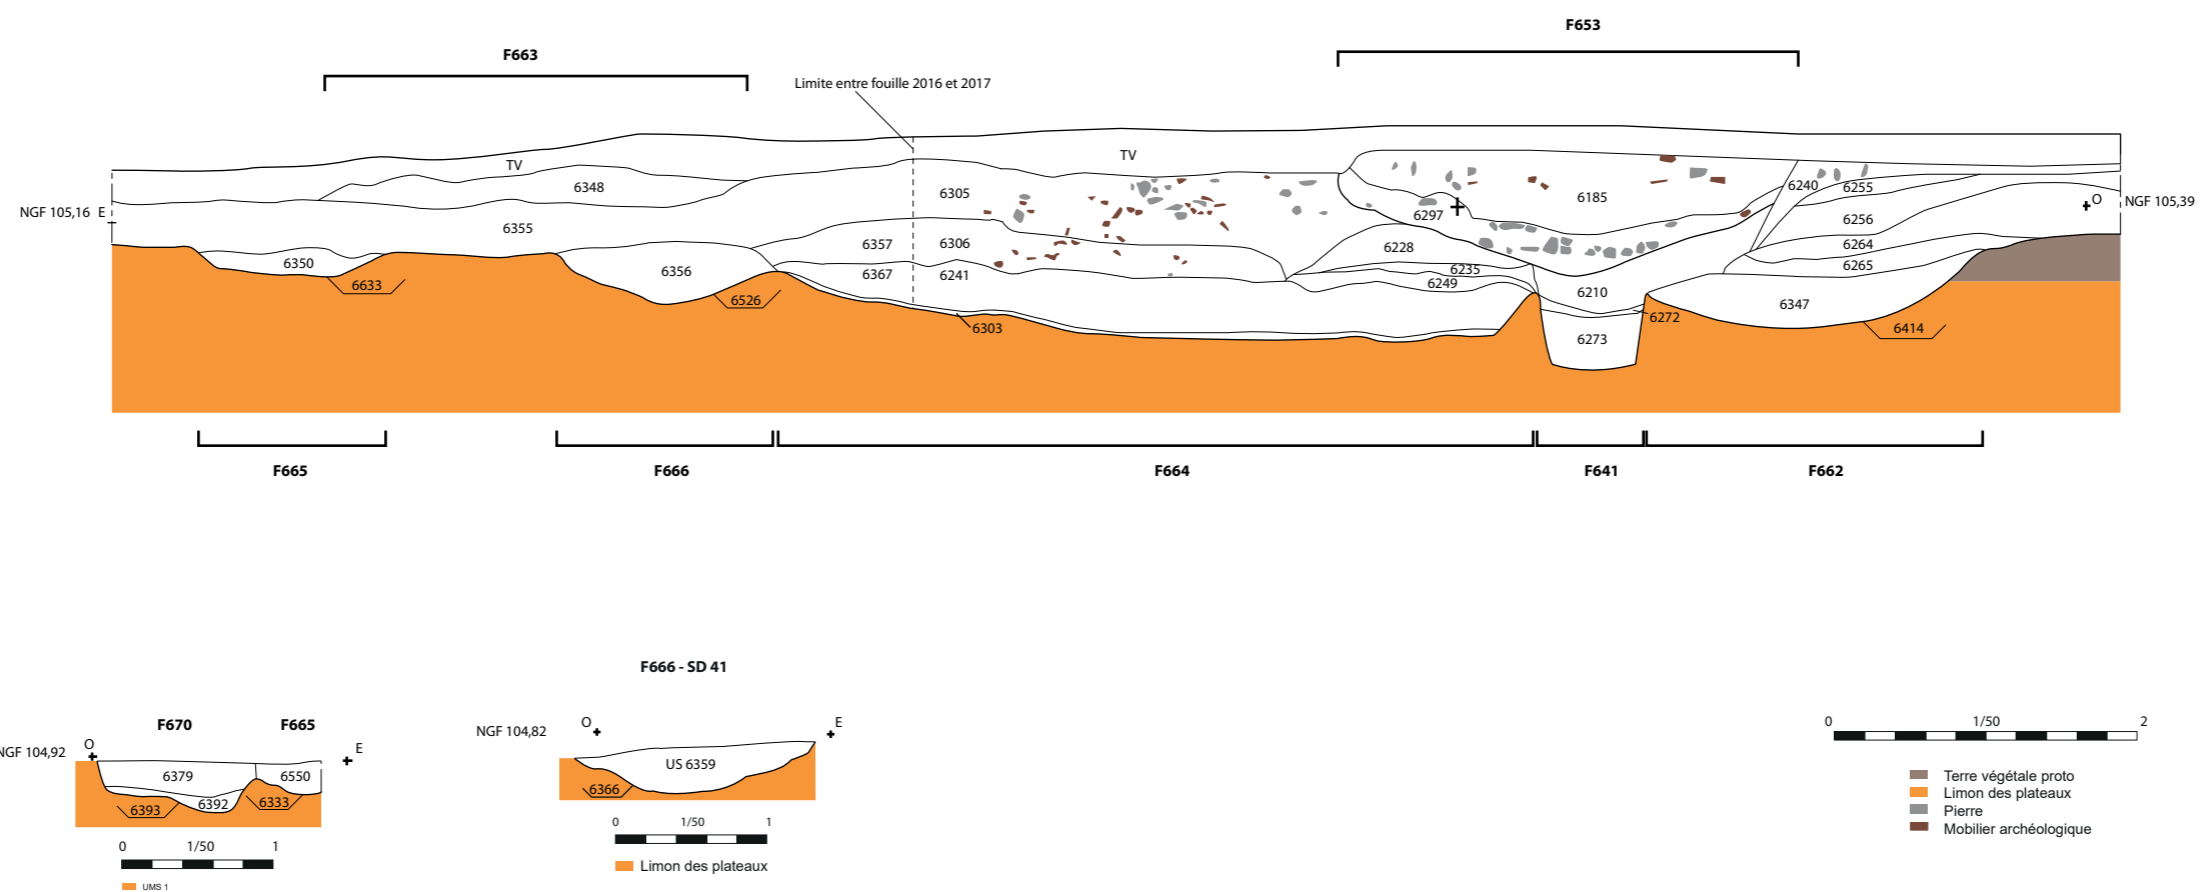 F653
F663
Limite entre fouille 2016 et 2017
TV
TV
6348
6305
6185
6240
6255
NGF 105,16 E
O NGF 105,39
6297
6256
6355
6357
6306
6228
6264
6350
6356
6367
6241
6235
6249
6265
6633
6526
6210
6347
6303
6272
6414
6273
F665
F666
F664
F641
F662
F666 - SD 41
F670
F665
NGF 104,92
O
E
6379
6550
6393
6392
6333
0 1/50 1
UMS 1
NGF 104,82
O
E
US 6359
6366
0 1/50 1
Limon des plateaux
0 1/50 2
Terre végétale proto
Limon des plateaux
Pierre
Mobilier archéologique